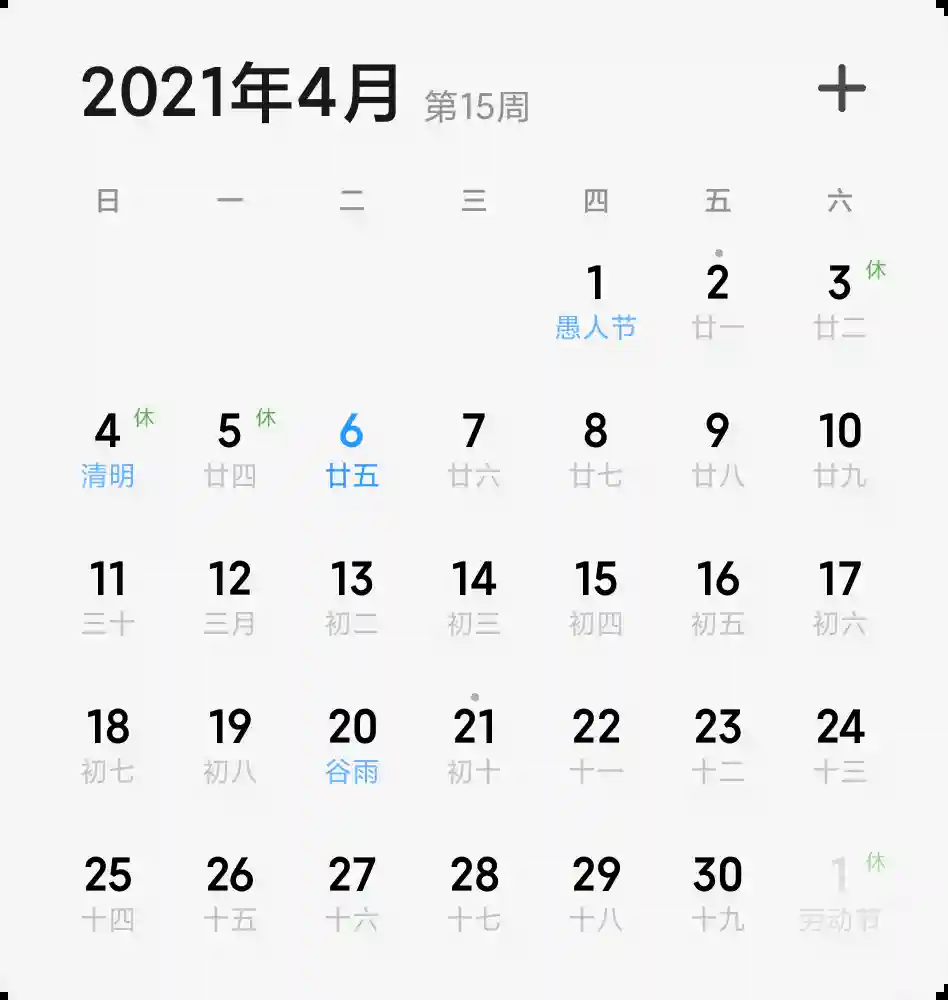 2021年4月 第15周
日 一 二 三 四 五 六
1 2 3 休
愚人节 廿一 廿二
4 休 5 休 6 7 8 9 10
清明 廿四 廿五 廿六 廿七 廿八 廿九
11 12 13 14 15 16 17
三十 三月 初二 初三 初四 初五 初六
18 19 20 21 22 23 24
初七 初八 谷雨 初十 十一 十二 十三
25 26 27 28 29 30 1 休
十四 十五 十六 十七 十八 十九 劳动节